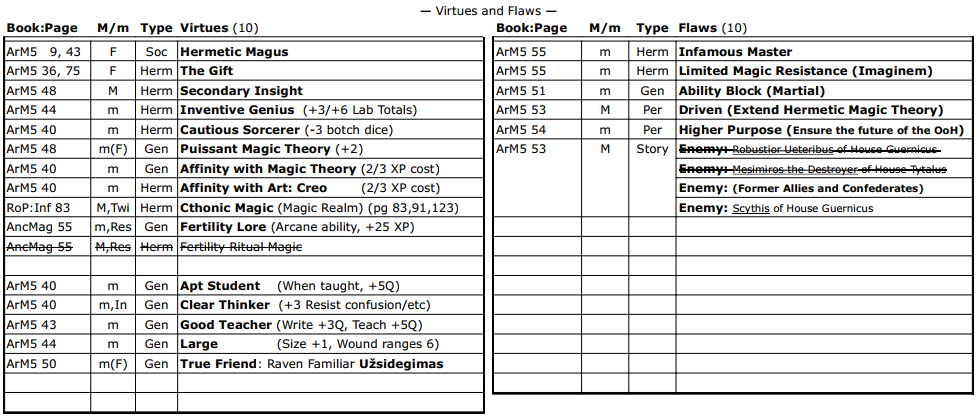 — Virtues and Flaws —
Book:Page M/m Type Virtues (10)
ArM5 9, 43 F Soc Hermetic Magus
ArM5 36, 75 F Herm The Gift
ArM5 48 M Herm Secondary Insight
ArM5 44 m Herm Inventive Genius (+3/+6 Lab Totals)
ArM5 40 m Herm Cautious Sorcerer (-3 botch dice)
ArM5 48 m(F) Gen Puissant Magic Theory (+2)
ArM5 40 m Gen Affinity with Magic Theory (2/3 XP cost)
ArM5 40 m Herm Affinity with Art: Creo (2/3 XP cost)
RoP:Inf 83 M,Twi Herm Cthonic Magic (Magic Realm) (pg 83,91,123)
AncMag 55 m,Res Gen Fertility Lore (Arcane ability, +25 XP)
AncMag 55 M,Res Herm Fertility Ritual Magic
ArM5 40 m Gen Apt Student (When taught, +5Q)
ArM5 40 m,In Gen Clear Thinker (+3 Resist confusion/etc)
ArM5 43 m Gen Good Teacher (Write +3Q, Teach +5Q)
ArM5 44 m Gen Large (Size +1, Wound ranges 6)
ArM5 50 m(F) Gen True Friend: Raven Familiar Užsidegimas
Book:Page M/m Type Flaws (10)
ArM5 55 m Herm Infamous Master
ArM5 55 m Herm Limited Magic Resistance (Imaginem)
ArM5 51 m Gen Ability Block (Martial)
ArM5 53 M Per Driven (Extend Hermetic Magic Theory)
ArM5 54 m Per Higher Purpose (Ensure the future of the OoH)
ArM5 53 M Story Enemy: Robustior Ueteribus of House Guernicus
Enemy: Mesimiros the Destroyer of House Tytalus
Enemy: (Former Allies and Confederates)
Enemy: Scythis of House Guernicus